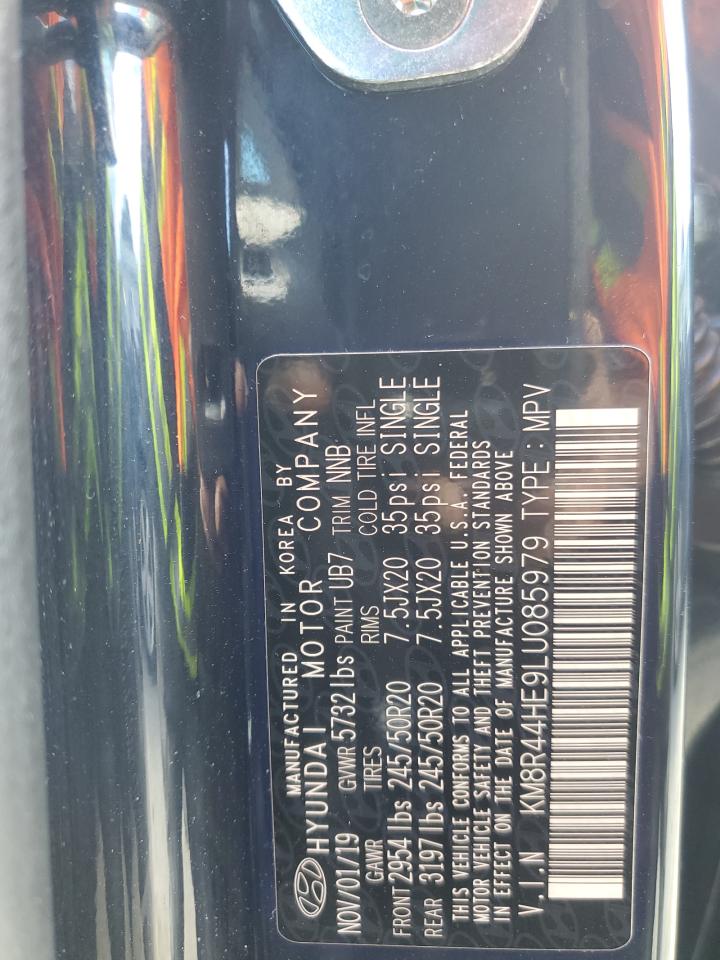 MANUFACTURED IN KOREA BY
HYUNDAI MOTOR COMPANY
NOV/01/19 GVWR 5732 lbs PAINT UB7 TRIM NNB
GAWR TIRES RIMS COLD TIRE INFL
FRONT 2954 lbs 245/50R20 7.5JX20 35psi SINGLE
REAR 3197 lbs 245/50R20 7.5JX20 35psi SINGLE
THIS VEHICLE CONFORMS TO ALL APPLICABLE U.S.A. FEDERAL
MOTOR VEHICLE SAFETY AND THEFT PREVENTION STANDARDS
IN EFFECT ON THE DATE OF MANUFACTURE SHOWN ABOVE
V.I.N KM8R44HE9LU085979 TYPE : MPV